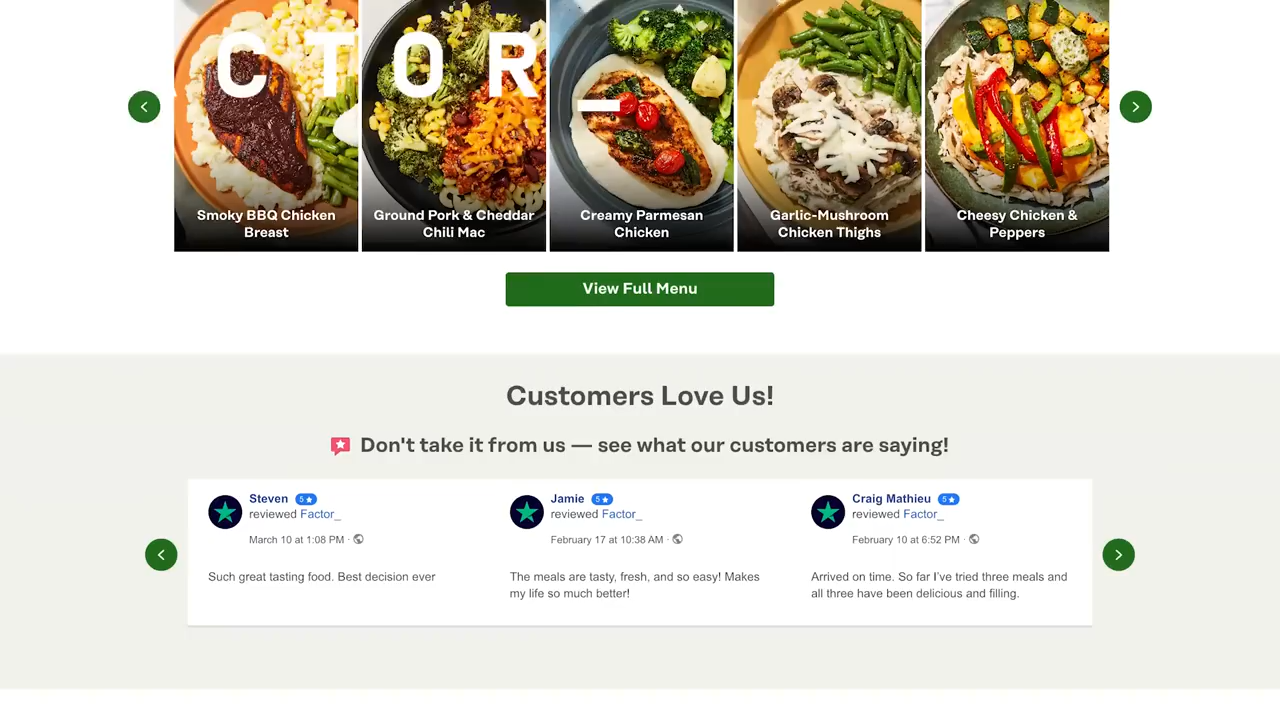 CTOR_
Smoky BBQ Chicken
Breast
Ground Pork & Cheddar
Chili Mac
Creamy Parmesan
Chicken
Garlic-Mushroom
Chicken Thighs
Cheesy Chicken &
Peppers
View Full Menu
Customers Love Us!
Don't take it from us — see what our customers are saying!
Steven 5★
reviewed Factor_
March 10 at 1:08 PM ·
Such great tasting food. Best decision ever
Jamie 5★
reviewed Factor_
February 17 at 10:38 AM ·
The meals are tasty, fresh, and so easy! Makes
my life so much better!
Craig Mathieu 5★
reviewed Factor_
February 10 at 6:52 PM ·
Arrived on time. So far I've tried three meals and
all three have been delicious and filling.